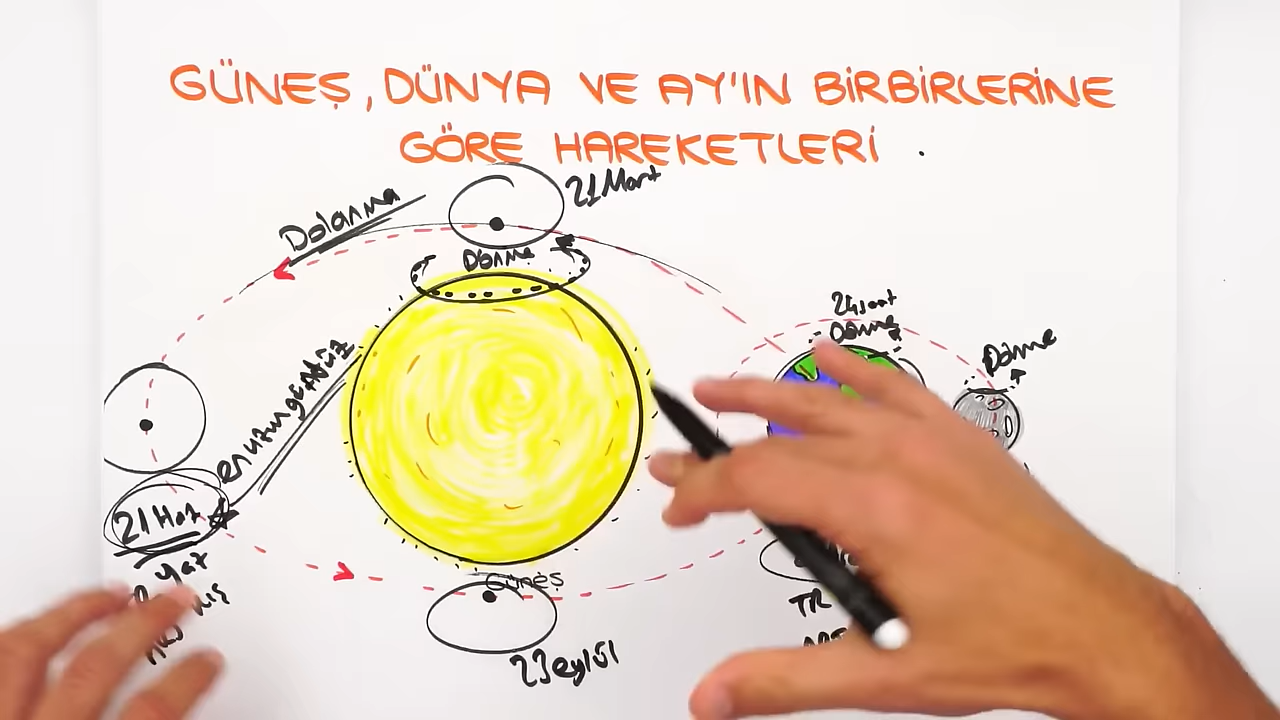 GÜNEŞ, DÜNYA VE AY'IN BİRBİRLERİNE
GÖRE HAREKETLERİ
21 Mart
Dolanma
Dönme
24 saat
Dönme
Dönme
en uzun gündüz
21 Haz
yaz
Güneş
23 eylül
TR